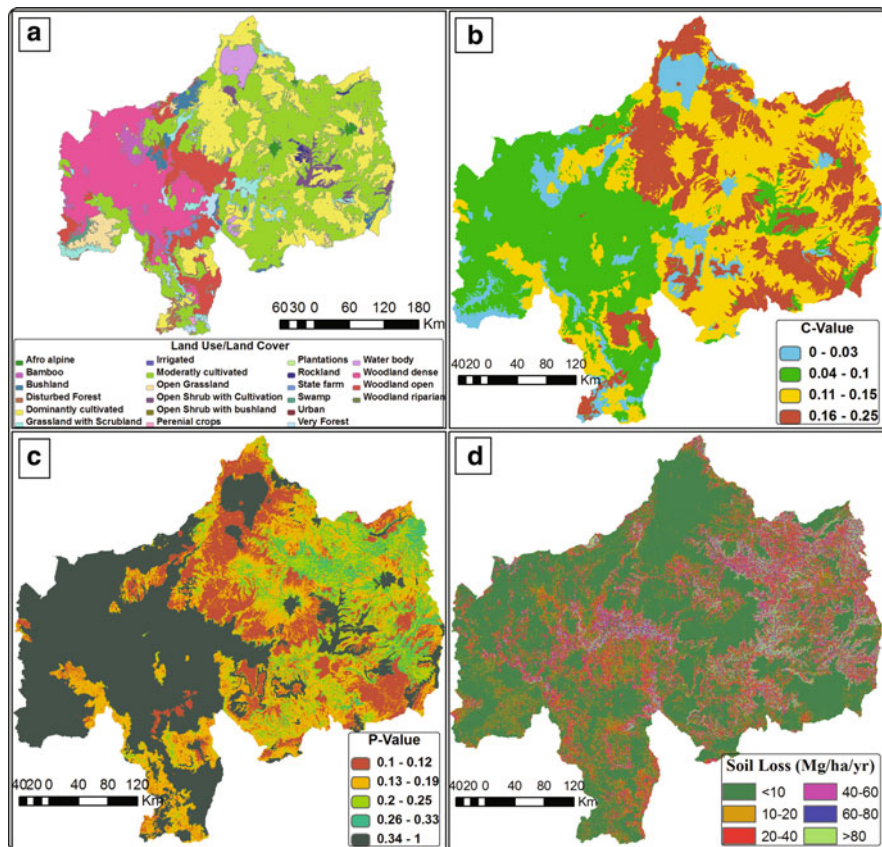 a
60 30 0 60 120 180
Km
Land Use/Land Cover
Afro alpine Irrigated Plantations Water body
Bamboo Moderately cultivated Rockland Woodland dense
Bushland Open Grassland State farm Woodland open
Disturbed Forest Open Shrub with Cultivation Swamp Woodland riparian
Dominantly cultivated Open Shrub with bushland Urban
Grassland with Scrubland Perenial crops Very Forest
b
40 20 0 40 80 120
Km
C-Value
0 - 0.03
0.04 - 0.1
0.11 - 0.15
0.16 - 0.25
c
40 20 0 40 80 120
Km
P-Value
0.1 - 0.12
0.13 - 0.19
0.2 - 0.25
0.26 - 0.33
0.34 - 1
d
40 20 0 40 80 120
Km
Soil Loss (Mg/ha/yr)
<10 40-60
10-20 60-80
20-40 >80